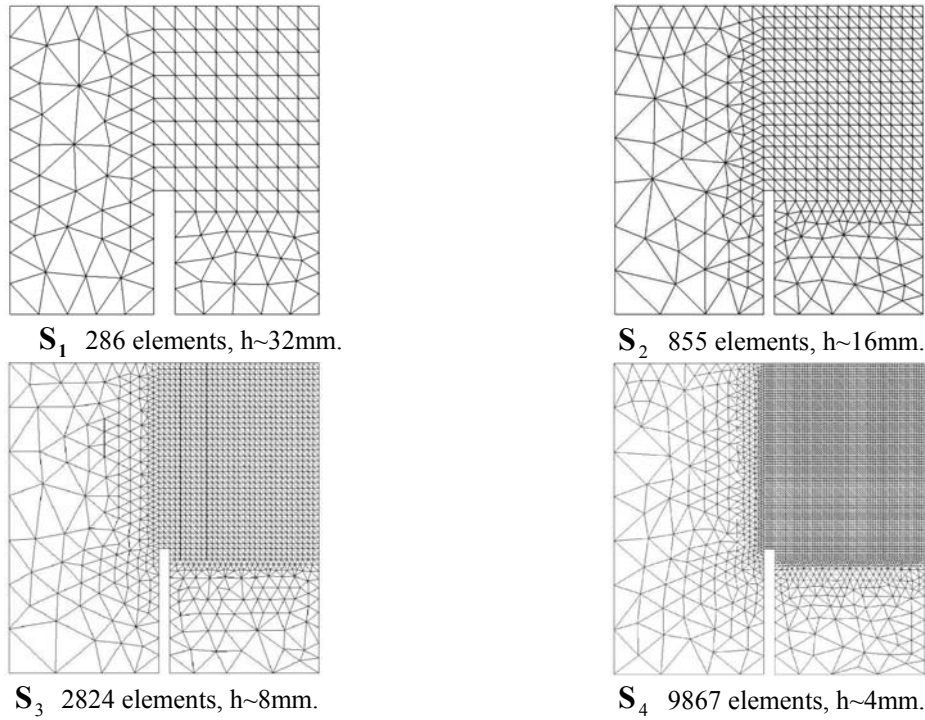 S1 286 elements, h~32mm.
S2 855 elements, h~16mm.
S3 2824 elements, h~8mm.
S4 9867 elements, h~4mm.